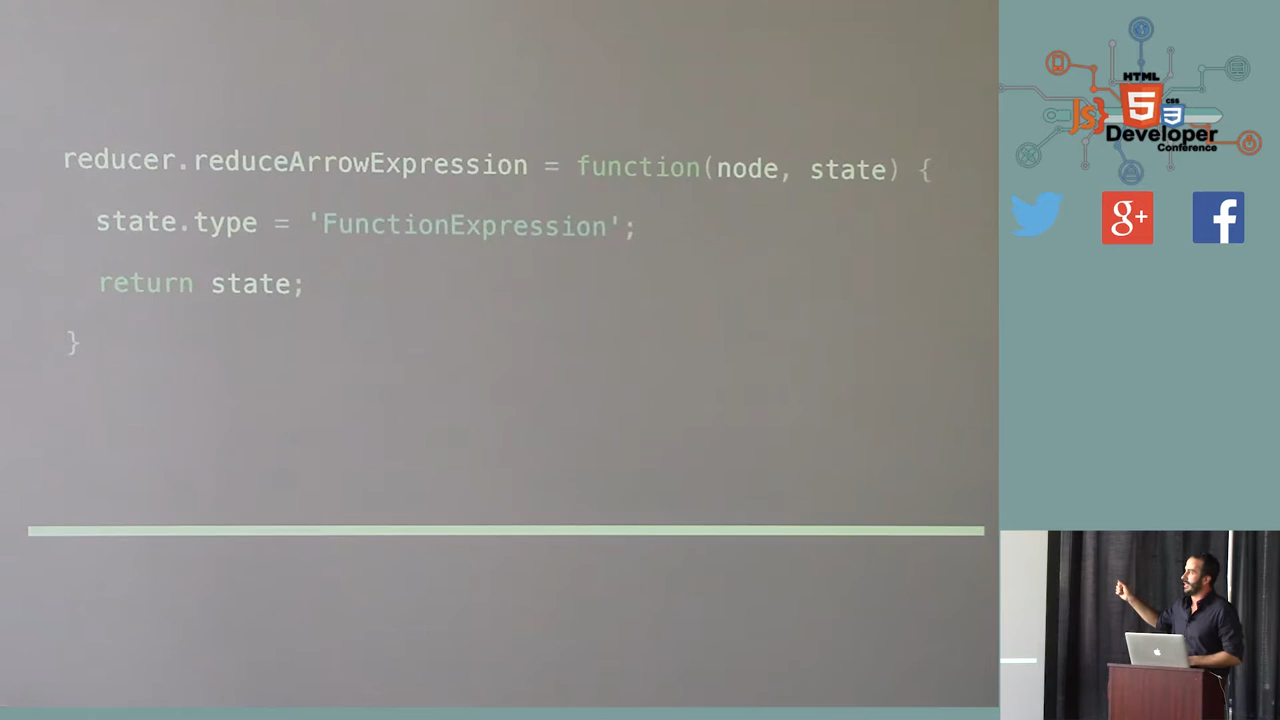 reducer.reduceArrowExpression = function(node, state) {
state.type = 'FunctionExpression';
return state;
}
HTML
5
CSS
3
JS}
Developer
Conference
g+
f